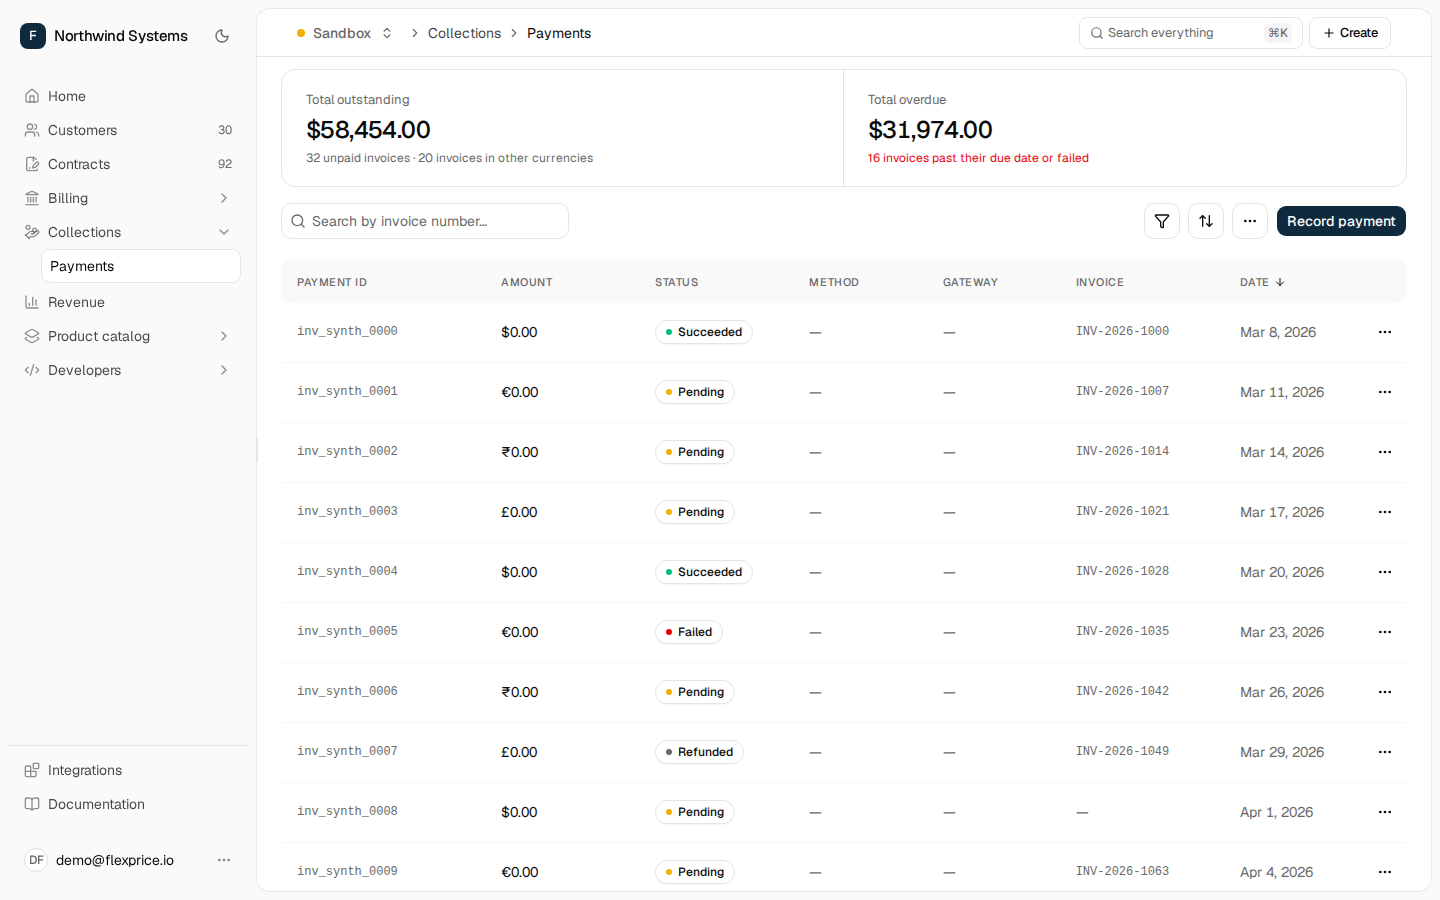 F Northwind Systems
Home
Customers 30
Contracts 92
Billing
Collections
Payments
Revenue
Product catalog
Developers
Integrations
Documentation
DF demo@flexprice.io
Sandbox Collections Payments
Search everything ⌘K
+ Create
Total outstanding
$58,454.00
32 unpaid invoices · 20 invoices in other currencies
Total overdue
$31,974.00
16 invoices past their due date or failed
Search by invoice number...
Record payment
PAYMENT ID AMOUNT STATUS METHOD GATEWAY INVOICE DATE
inv_synth_0000 $0.00 Succeeded — — INV-2026-1000 Mar 8, 2026
inv_synth_0001 €0.00 Pending — — INV-2026-1007 Mar 11, 2026
inv_synth_0002 ₹0.00 Pending — — INV-2026-1014 Mar 14, 2026
inv_synth_0003 £0.00 Pending — — INV-2026-1021 Mar 17, 2026
inv_synth_0004 $0.00 Succeeded — — INV-2026-1028 Mar 20, 2026
inv_synth_0005 €0.00 Failed — — INV-2026-1035 Mar 23, 2026
inv_synth_0006 ₹0.00 Pending — — INV-2026-1042 Mar 26, 2026
inv_synth_0007 £0.00 Refunded — — INV-2026-1049 Mar 29, 2026
inv_synth_0008 $0.00 Pending — — — Apr 1, 2026
inv_synth_0009 €0.00 Pending — — INV-2026-1063 Apr 4, 2026